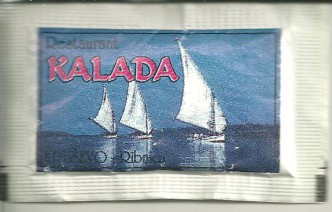 Restaurant
KALADA
- Ribnica